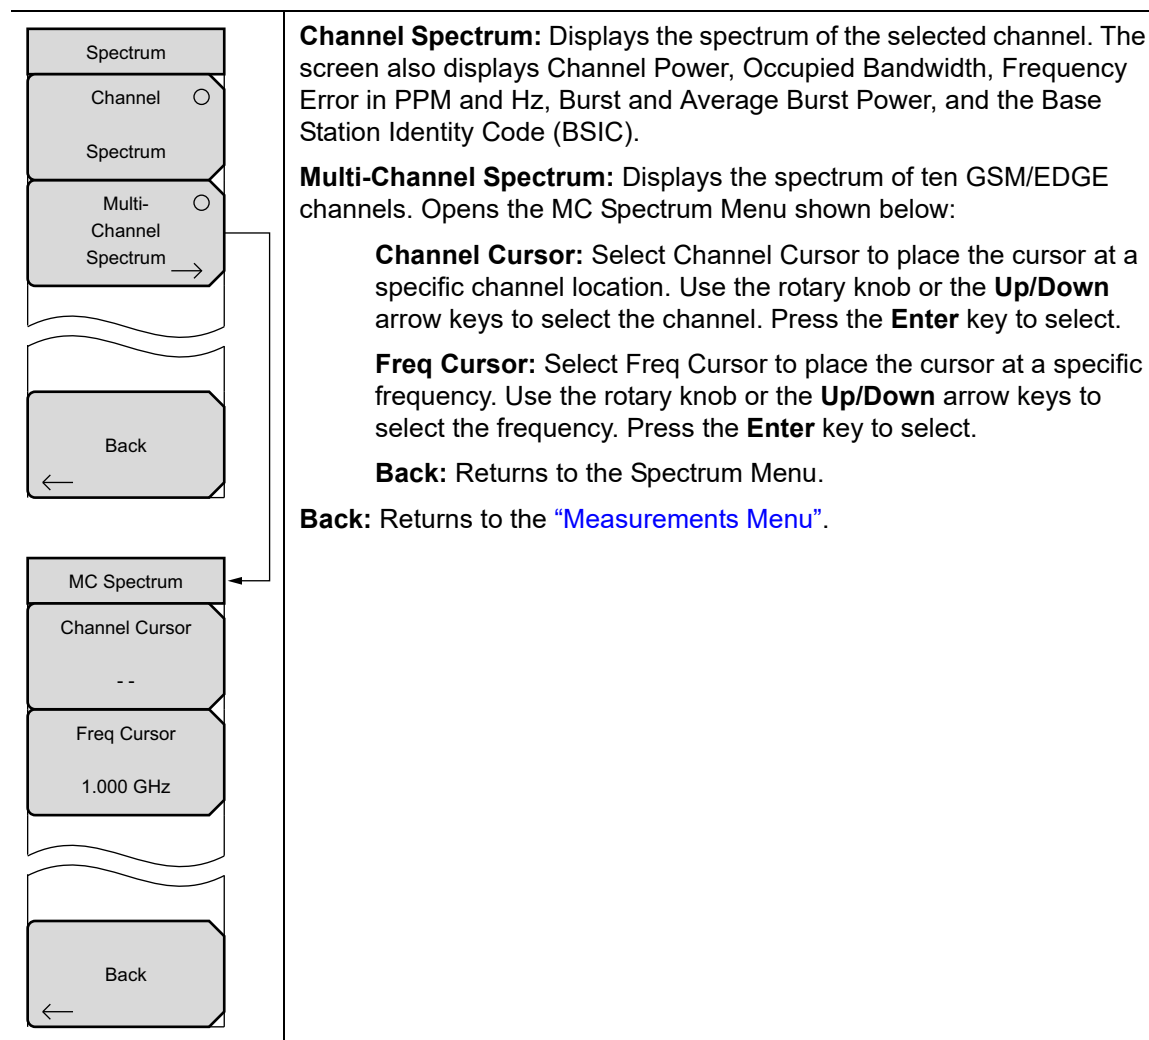 Spectrum
Channel
Spectrum
Multi-
Channel
Spectrum
Back
MC Spectrum
Channel Cursor
- -
Freq Cursor
1.000 GHz
Back
Channel Spectrum: Displays the spectrum of the selected channel. The
screen also displays Channel Power, Occupied Bandwidth, Frequency
Error in PPM and Hz, Burst and Average Burst Power, and the Base
Station Identity Code (BSIC).
Multi-Channel Spectrum: Displays the spectrum of ten GSM/EDGE
channels. Opens the MC Spectrum Menu shown below:
Channel Cursor: Select Channel Cursor to place the cursor at a
specific channel location. Use the rotary knob or the Up/Down
arrow keys to select the channel. Press the Enter key to select.
Freq Cursor: Select Freq Cursor to place the cursor at a specific
frequency. Use the rotary knob or the Up/Down arrow keys to
select the frequency. Press the Enter key to select.
Back: Returns to the Spectrum Menu.
Back: Returns to the “Measurements Menu”.